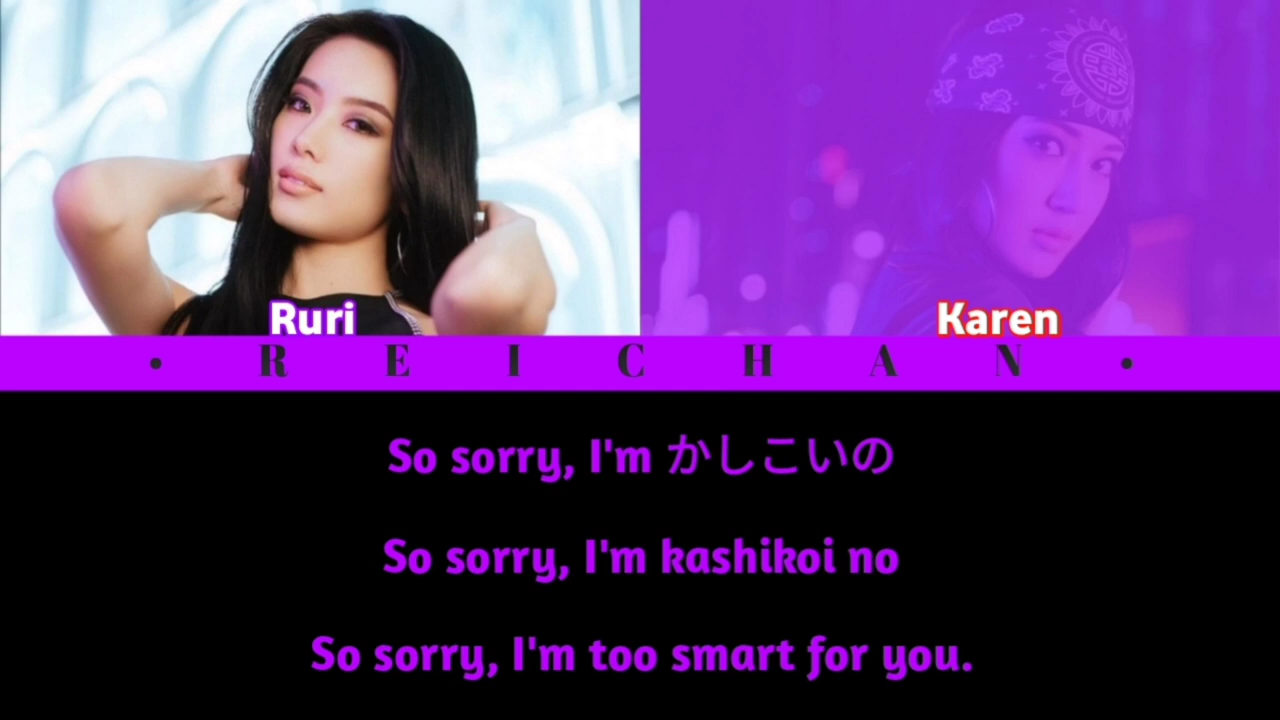 Ruri
Karen
• R E I C H A N •
So sorry, I'm かしこいの
So sorry, I'm kashikoi no
So sorry, I'm too smart for you.